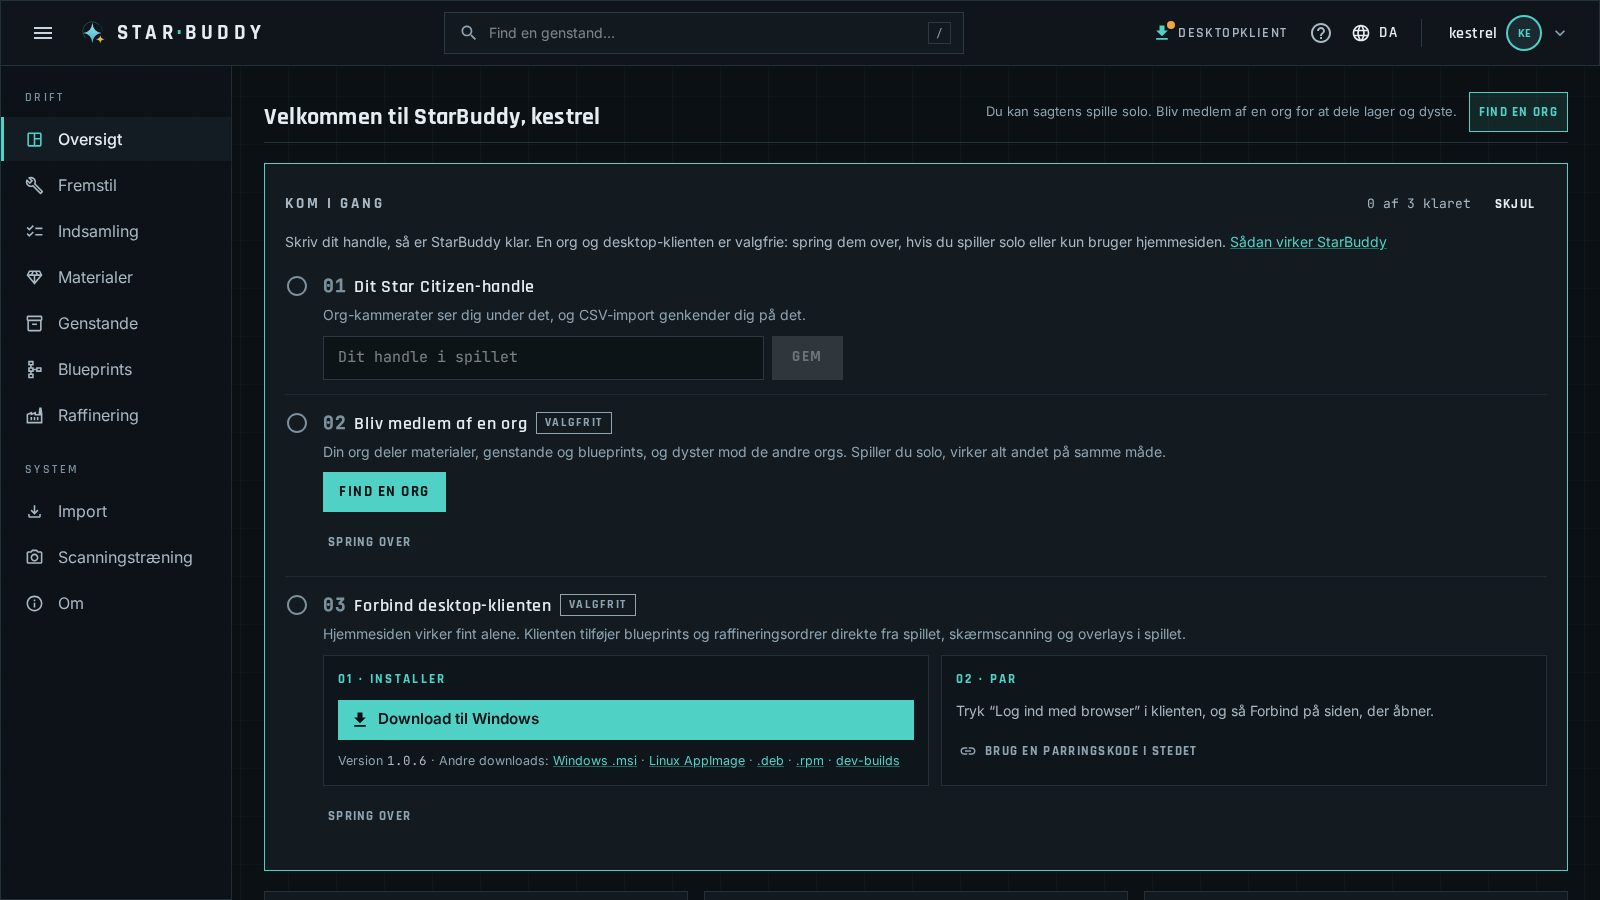 STAR·BUDDY
Find en genstand...
/
DESKTOPKLIENT
DA
kestrel
KE
DRIFT
Oversigt
Fremstil
Indsamling
Materialer
Genstande
Blueprints
Raffinering
SYSTEM
Import
Scanningstræning
Om
Velkommen til StarBuddy, kestrel
Du kan sagtens spille solo. Bliv medlem af en org for at dele lager og dyste.
FIND EN ORG
KOM I GANG
0 af 3 klaret
SKJUL
Skriv dit handle, så er StarBuddy klar. En org og desktop-klienten er valgfrie: spring dem over, hvis du spiller solo eller kun bruger hjemmesiden. Sådan virker StarBuddy
01 Dit Star Citizen-handle
Org-kammerater ser dig under det, og CSV-import genkender dig på det.
Dit handle i spillet
GEM
02 Bliv medlem af en org VALGFRIT
Din org deler materialer, genstande og blueprints, og dyster mod de andre orgs. Spiller du solo, virker alt andet på samme måde.
FIND EN ORG
SPRING OVER
03 Forbind desktop-klienten VALGFRIT
Hjemmesiden virker fint alene. Klienten tilføjer blueprints og raffineringsordrer direkte fra spillet, skærmscanning og overlays i spillet.
01 · INSTALLER
Download til Windows
Version 1.0.6 · Andre downloads: Windows .msi · Linux AppImage · .deb · .rpm · dev-builds
02 · PAR
Tryk “Log ind med browser” i klienten, og så Forbind på siden, der åbner.
BRUG EN PARRINGSKODE I STEDET
SPRING OVER